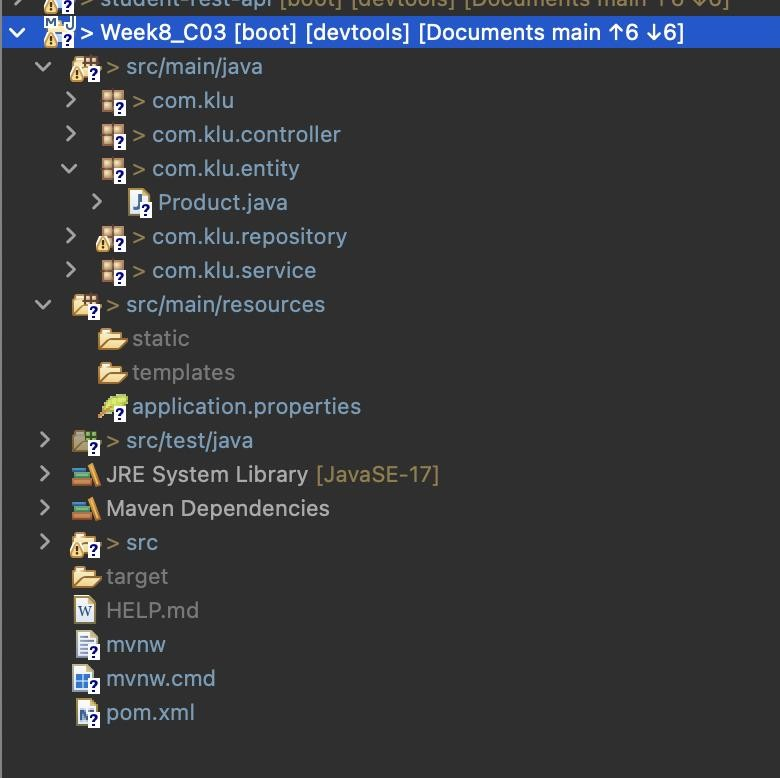 student-rest-api [boot] [devtools] [Documents main ↑6 ↓6]
> Week8_C03 [boot] [devtools] [Documents main ↑6 ↓6]
> src/main/java
> com.klu
> com.klu.controller
> com.klu.entity
Product.java
> com.klu.repository
> com.klu.service
> src/main/resources
static
templates
application.properties
> src/test/java
JRE System Library [JavaSE-17]
Maven Dependencies
> src
target
HELP.md
mvnw
mvnw.cmd
pom.xml